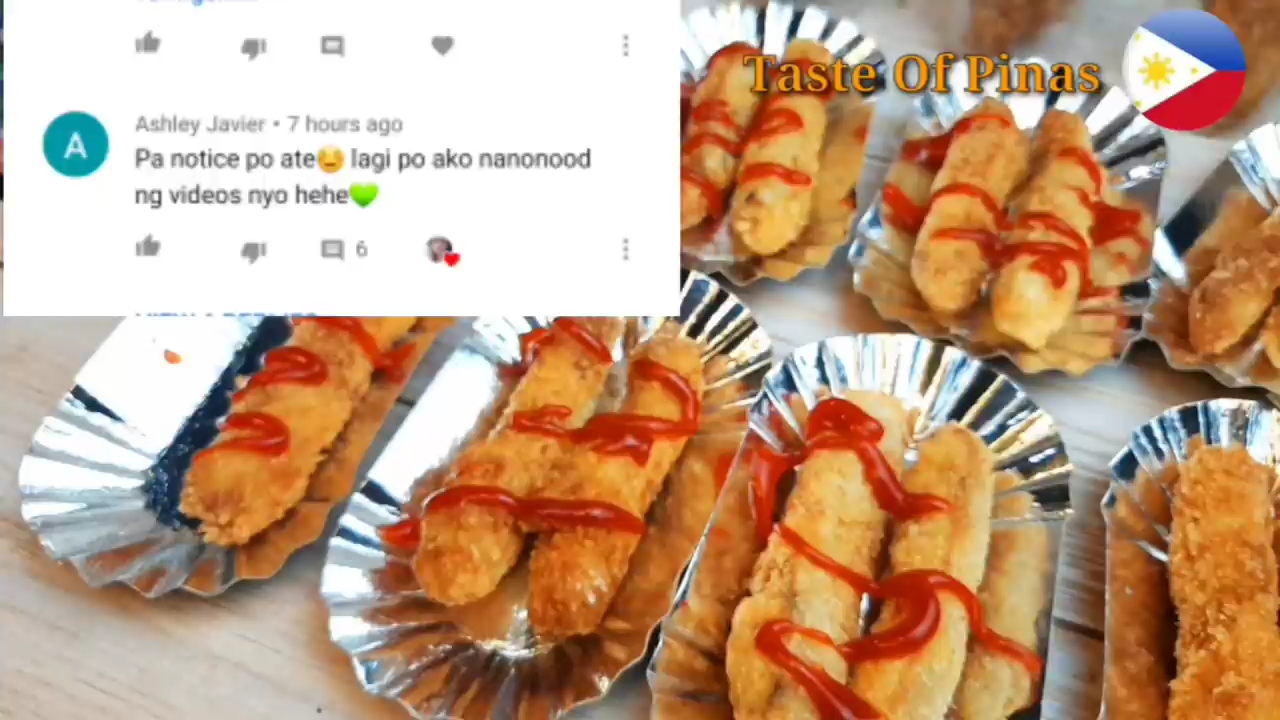 Taste Of Pinas
Ashley Javier • 7 hours ago
Pa notice po ate😊 lagi po ako nanonood
ng videos nyo hehe💚
6